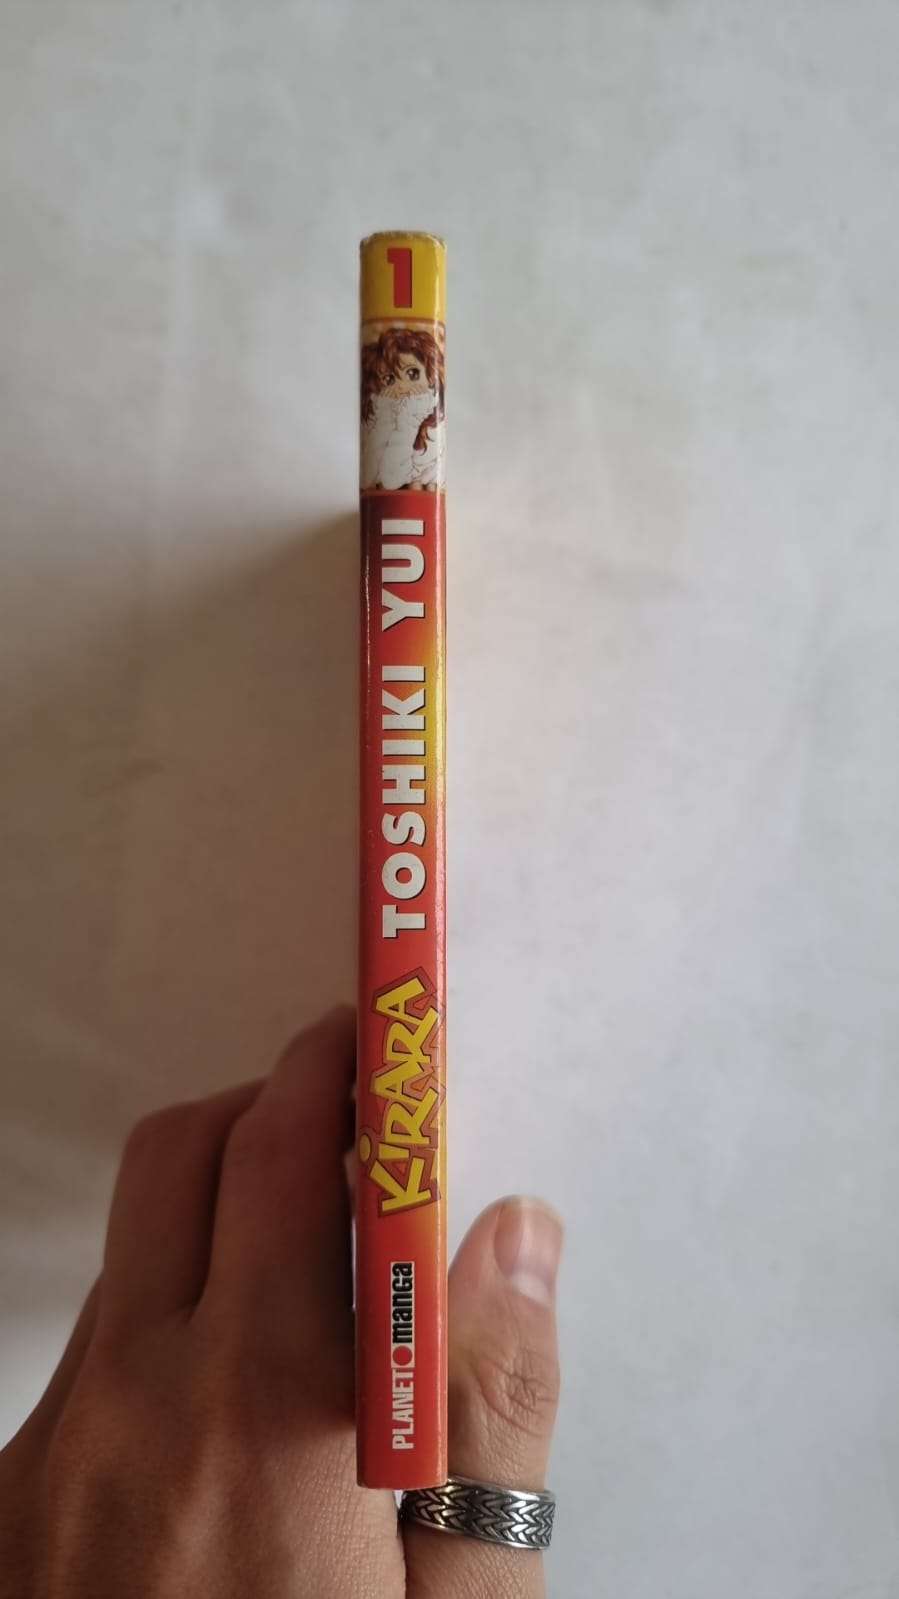 1
TOSHIKI YUI
KIRARA
PLANET manga